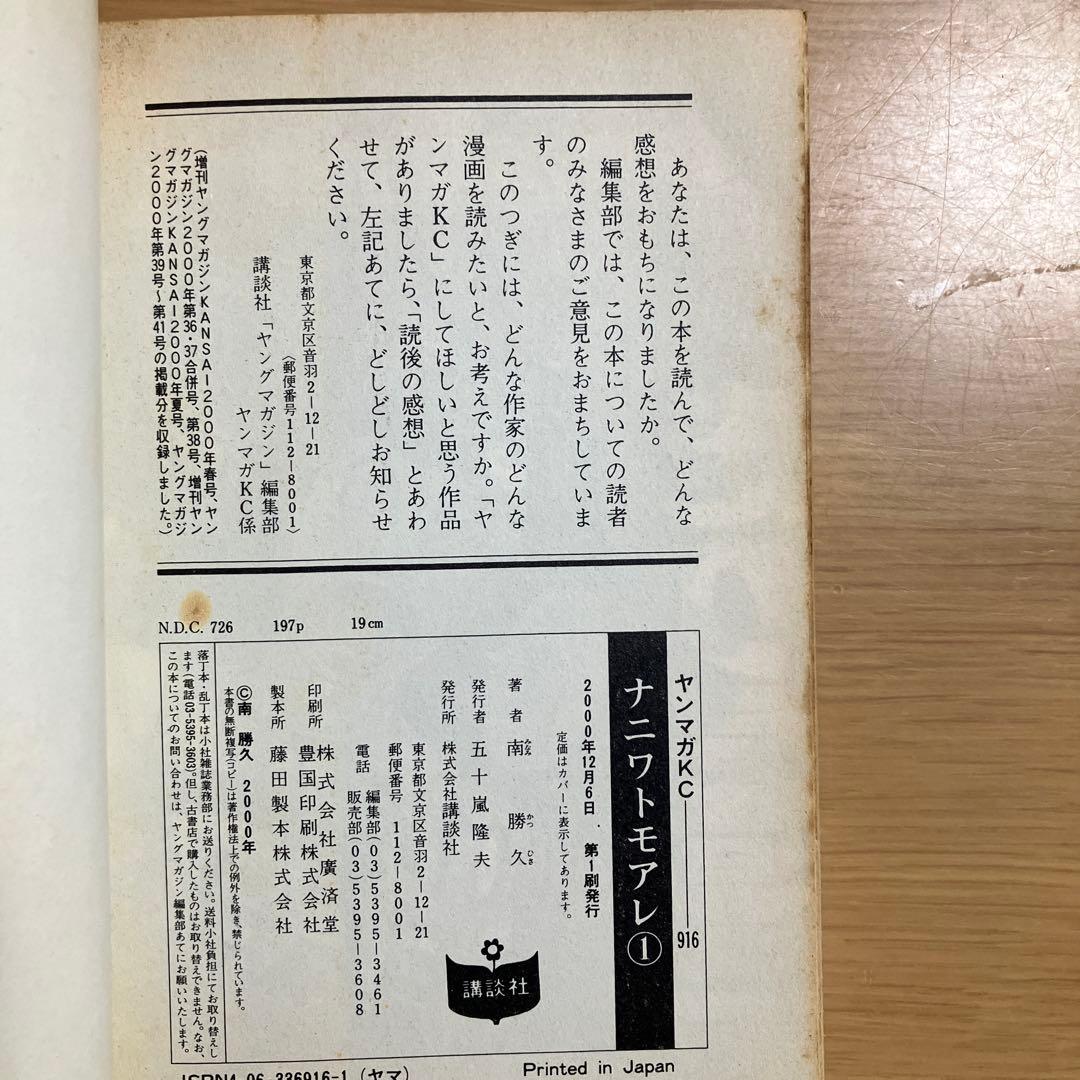 あなたは、この本を読んで、どんな
感想をおもちになりましたか。
編集部では、この本についての読者
のみなさまのご意見をおまちしていま
す。
このつぎには、どんな作家のどんな
漫画を読みたいと、お考えですか。「ヤ
ンマガKC」にしてほしいと思う作品
がありましたら、「読後の感想」とあわ
せて、左記あてに、どしどしお知らせ
ください。
東京都文京区音羽2―12―21
〈郵便番号112―8001〉
講談社「ヤングマガジン」編集部
ヤンマガKC係
(増刊ヤングマガジンKANSAI2000年春号、ヤン
グマガジン2000年第36・37合併号、第38号、増刊ヤン
グマガジンKANSAI2000年夏号、ヤングマガジ
ン2000年第39号〜第41号の掲載分を収録しました。)
N.D.C. 726 197p 19cm
ヤンマガKC―916
ナニワトモアレ①
2000年12月6日 第1刷発行
定価はカバーに表示してあります。
著者 南 勝久
みなみ かつ ひさ
発行者 五十嵐隆夫
発行所 株式会社講談社
東京都文京区音羽2―12―21
郵便番号 112―8001
電話 編集部(03)5395―3461
販売部(03)5395―3608
印刷所 株式会社廣済堂
豊国印刷株式会社
製本所 藤田製本株式会社
©南 勝久 2000年
本書の無断複写(コピー)は著作権法上での例外を除き、禁じられています。
落丁本・乱丁本は小社雑誌業務部にお送りください。送料小社負担にてお取り替えし
ます(電話03-5395-3603)。但し、古書店で購入したものはお取り替えできません。なお、
この本についてのお問い合わせは、ヤングマガジン編集部あてにお願いいたします。
講談社
ISBN4-06-336916-1 (ヤマ) Printed in Japan